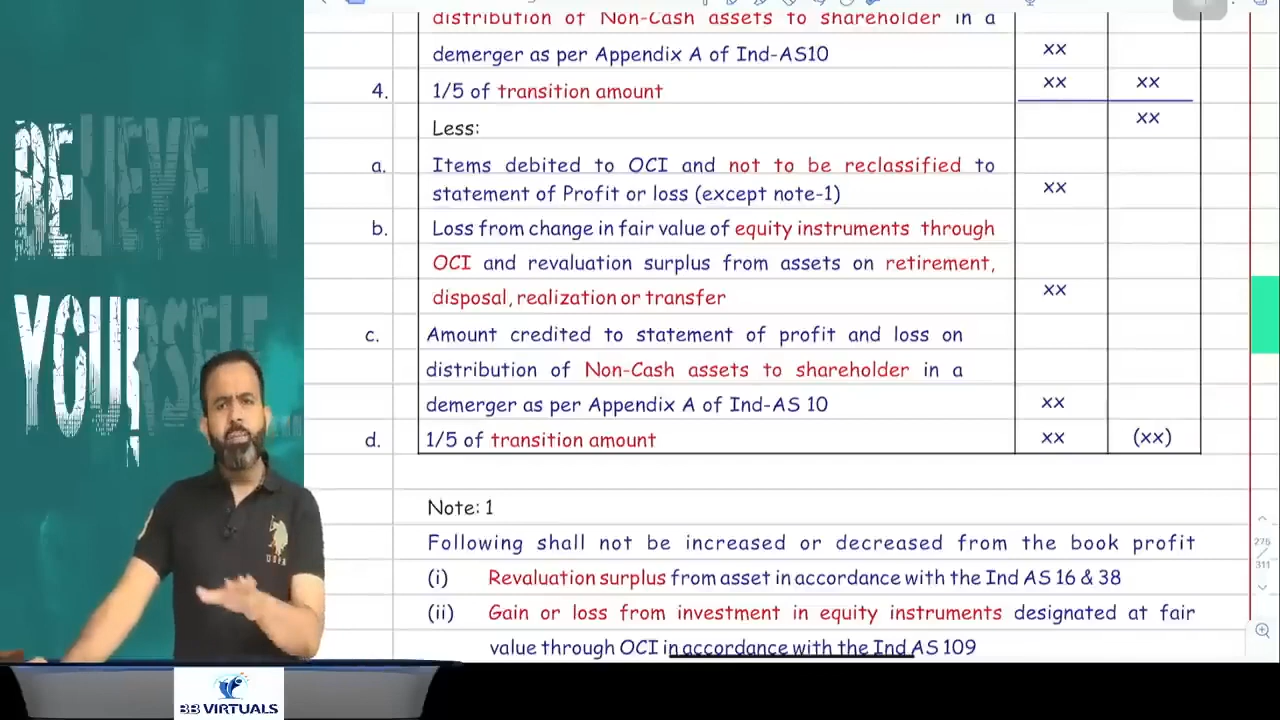 BELIEVE IN
YOURSELF
distribution of Non-Cash assets to shareholder in a
demerger as per Appendix A of Ind-AS10 xx
4. 1/5 of transition amount xx xx
xx
Less:
a. Items debited to OCI and not to be reclassified to
statement of Profit or loss (except note-1) xx
b. Loss from change in fair value of equity instruments through
OCI and revaluation surplus from assets on retirement,
disposal, realization or transfer xx
c. Amount credited to statement of profit and loss on
distribution of Non-Cash assets to shareholder in a
demerger as per Appendix A of Ind-AS 10 xx
d. 1/5 of transition amount xx (xx)
Note: 1
Following shall not be increased or decreased from the book profit
(i) Revaluation surplus from asset in accordance with the Ind AS 16 & 38
(ii) Gain or loss from investment in equity instruments designated at fair
value through OCI in accordance with the Ind AS 109
276
311
USPA
BB VIRTUALS